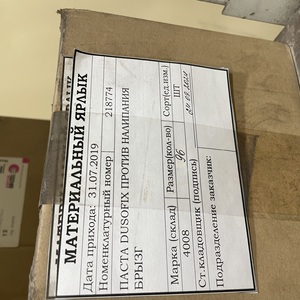 МАТЕРИАЛЬНЫЙ ЯРЛЫК
Дата прихода: 31.07.2019
Номенклатурный номер 218774
ПАСТА DUSOFIX ПРОТИВ НАЛИПАНИЯ
БРЫЗГ
Марка (склад) Размер(кол-во) Сорт(ед.изм.)
4008 96 ШТ
Ст.кладовщик (подпись)
Подразделение заказчик: